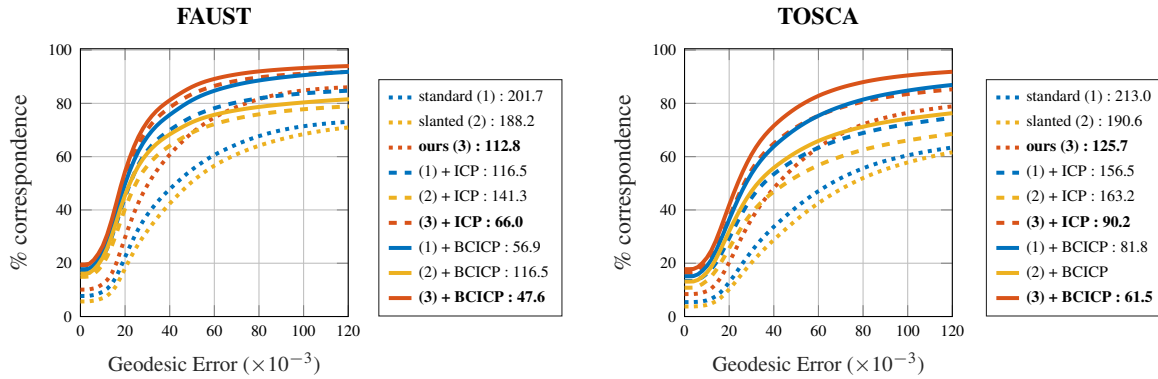 FAUST
100
80
60
40
20
0
0 20 40 60 80 100 120
% correspondence
Geodesic Error (×10⁻³)
standard (1) : 201.7
slanted (2) : 188.2
ours (3) : 112.8
(1) + ICP : 116.5
(2) + ICP : 141.3
(3) + ICP : 66.0
(1) + BCICP : 56.9
(2) + BCICP : 116.5
(3) + BCICP : 47.6
TOSCA
100
80
60
40
20
0
0 20 40 60 80 100 120
% correspondence
Geodesic Error (×10⁻³)
standard (1) : 213.0
slanted (2) : 190.6
ours (3) : 125.7
(1) + ICP : 156.5
(2) + ICP : 163.2
(3) + ICP : 90.2
(1) + BCICP : 81.8
(2) + BCICP
(3) + BCICP : 61.5